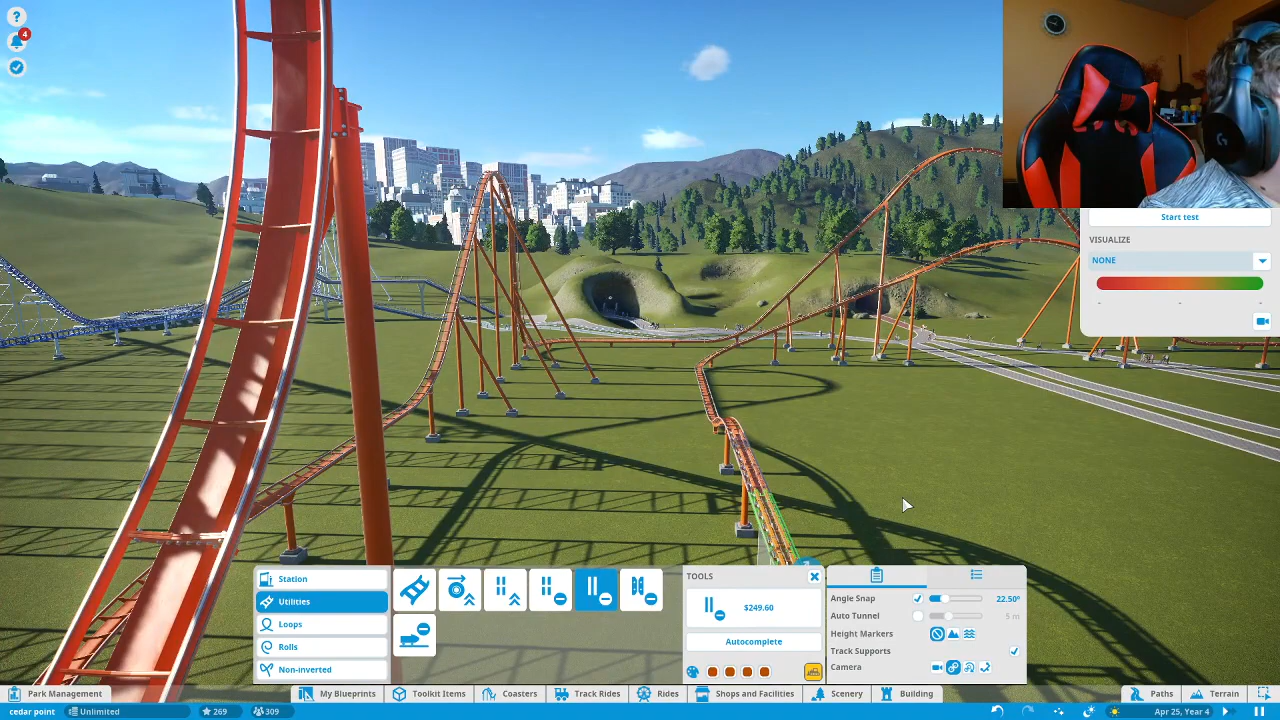 ?
4
Start test
VISUALIZE
NONE
- - -
Station
Utilities
Loops
Rolls
Non-inverted
TOOLS
$249.60
Autocomplete
Angle Snap 22.50°
Auto Tunnel 5 m
Height Markers
Track Supports
Camera
Park Management My Blueprints Toolkit Items Coasters Track Rides Rides Shops and Facilities Scenery Building Paths Terrain
cedar point Unlimited 269 309 Apr 25, Year 4